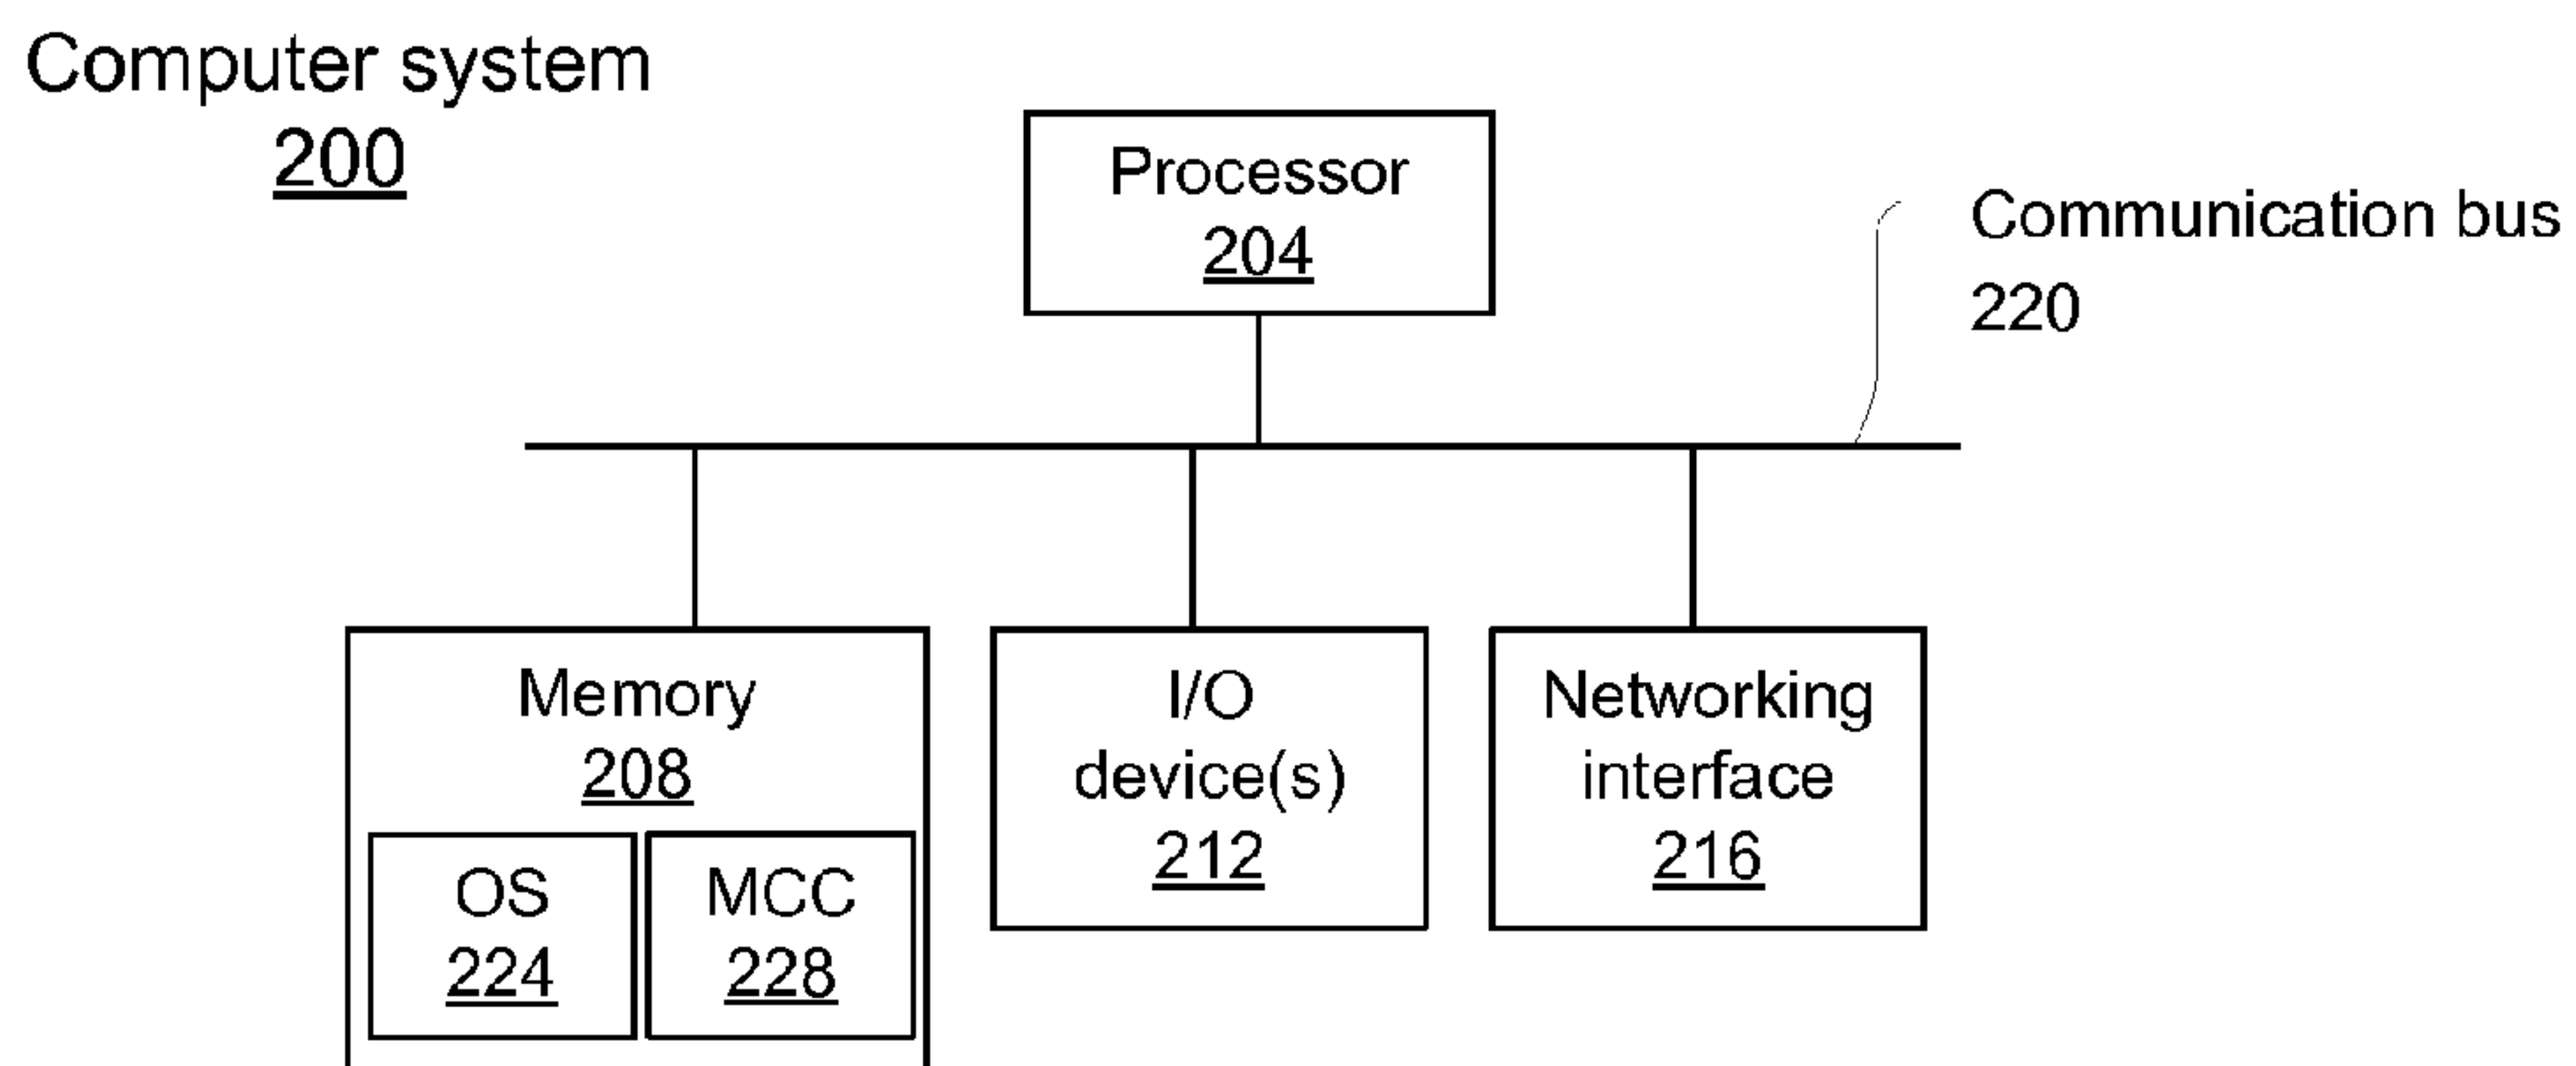 Computer system
200
Processor
204
Communication bus
220
Memory
208
OS
224
MCC
228
I/O
device(s)
212
Networking
interface
216